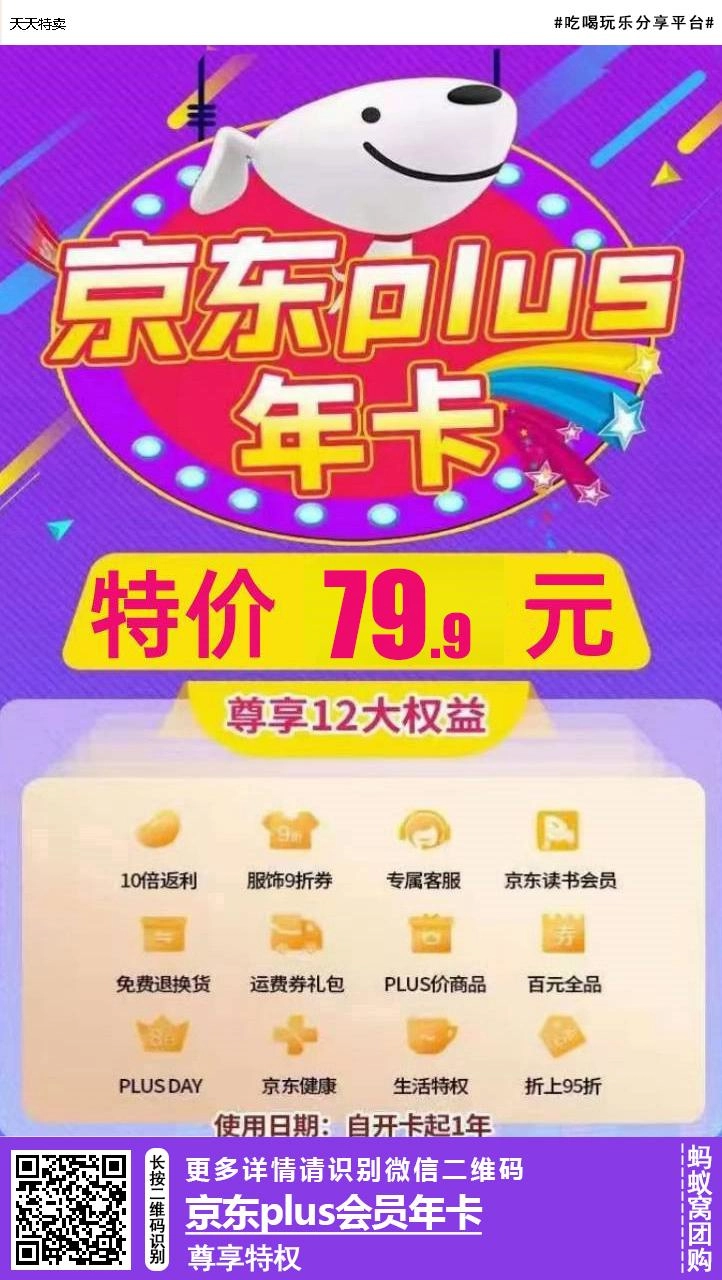 天天特卖
#吃喝玩乐分享平台#
京东plus
年卡
特价 79.9 元
尊享12大权益
10倍返利
服饰9折券
专属客服
京东读书会员
免费退换货
运费券礼包
PLUS价商品
百元全品
PLUS DAY
京东健康
生活特权
折上95折
使用日期：自开卡起1年
长按二维码识别
更多详情请识别微信二维码
京东plus会员年卡
尊享特权
蚂蚁窝团购